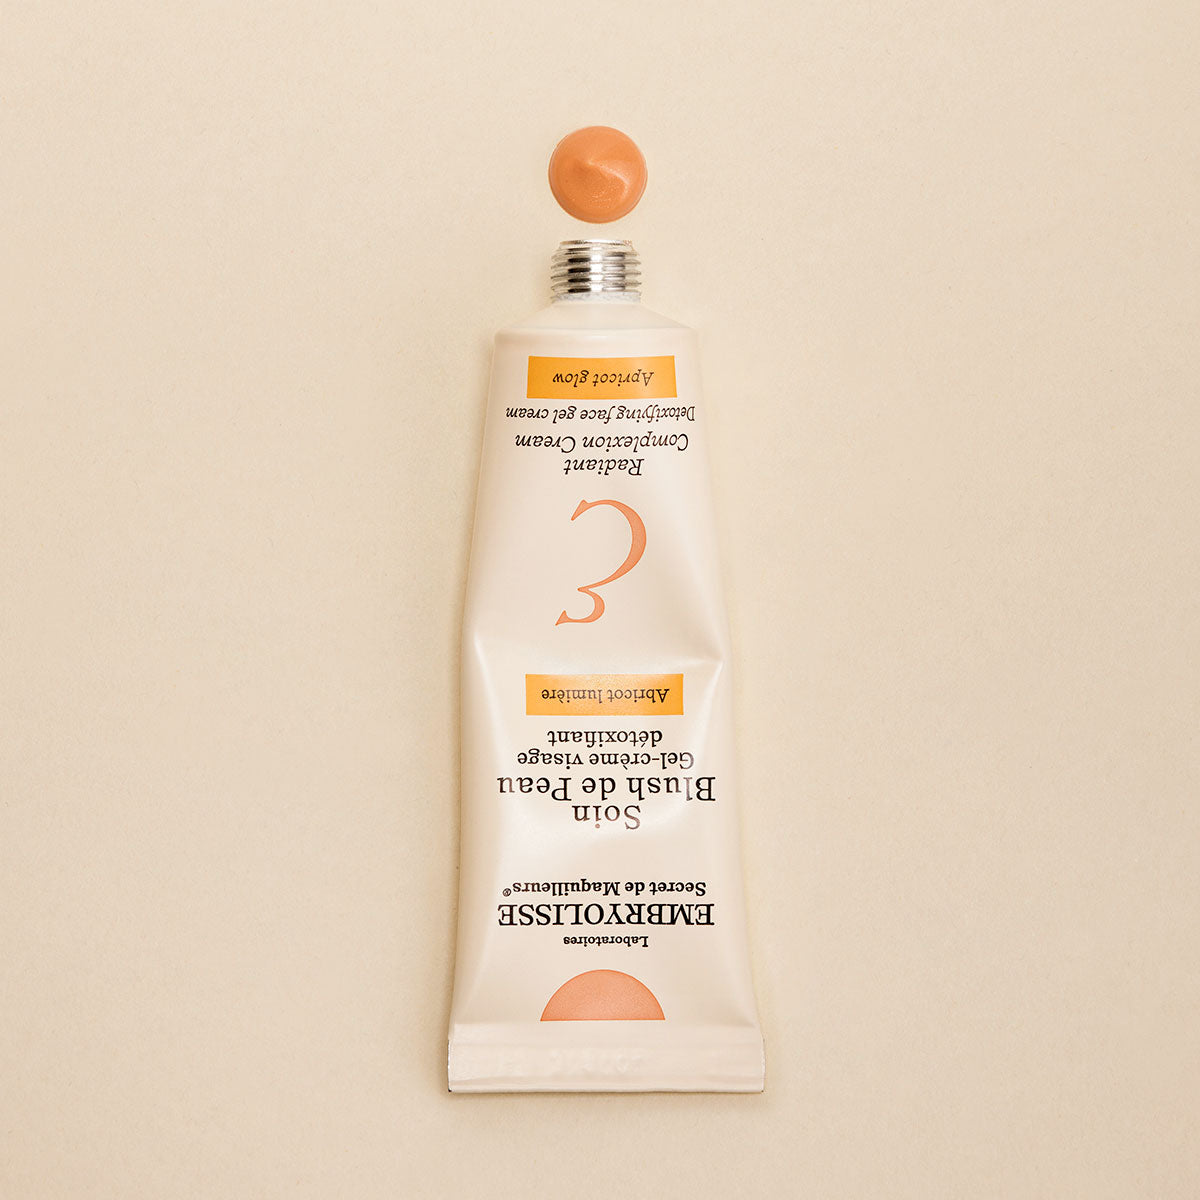 Laboratoires
EMBRYOLISSE
Secret de Maquilleurs®
Soin
Blush de Peau
Gel-crème visage
détoxifiant
Abricot lumière
Radiant
Complexion Cream
Detoxifying face gel cream
Apricot glow